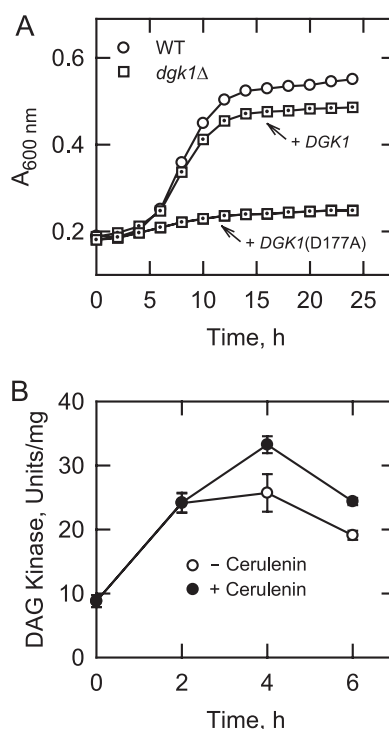 A
WT
dgk1Δ
0.6
0.4
0.2
A600 nm
+ DGK1
+ DGK1(D177A)
0 5 10 15 20 25
Time, h
B
40
30
20
10
0
DAG Kinase, Units/mg
– Cerulenin
+ Cerulenin
0 2 4 6
Time, h